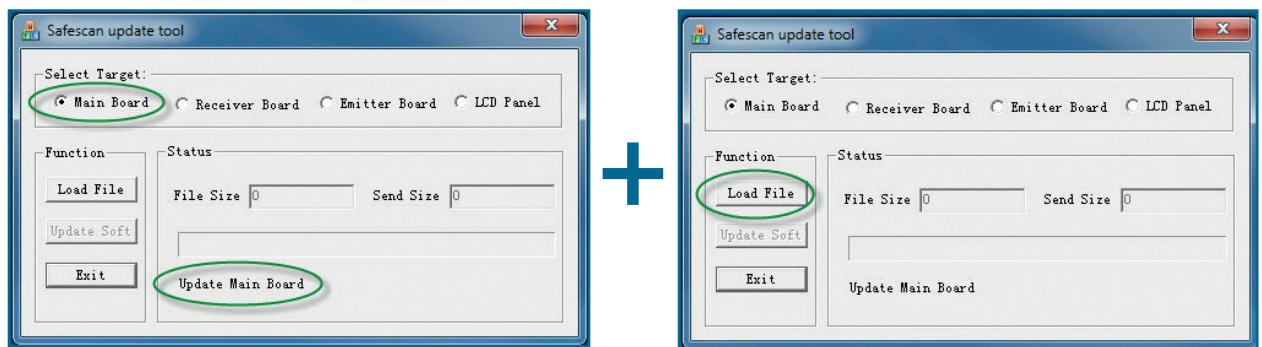 Safescan update tool
Select Target:
Main Board Receiver Board Emitter Board LCD Panel
Function Status
Load File File Size 0 Send Size 0
Update Soft
Exit Update Main Board
+
Safescan update tool
Select Target:
Main Board Receiver Board Emitter Board LCD Panel
Function Status
Load File File Size 0 Send Size 0
Update Soft
Exit Update Main Board